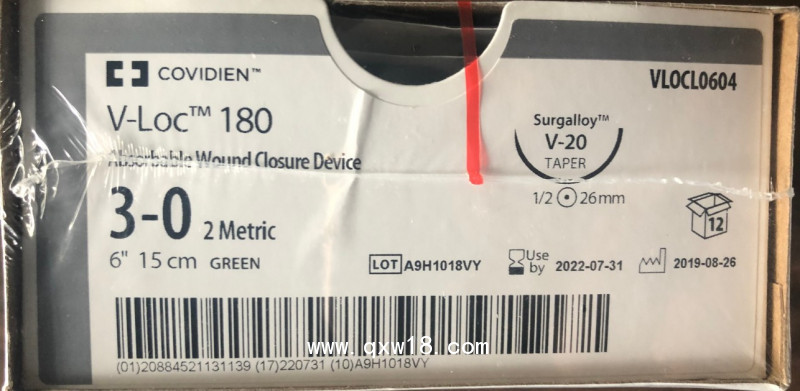 COVIDIEN™
VLOCL0604
V-Loc™ 180
Absorbable Wound Closure Device
Surgalloy™
V-20
TAPER
1/2 26mm
3-0 2 Metric
6" 15 cm GREEN
12
LOT A9H1018VY
Use by 2022-07-31
2019-08-26
www.qxw18.com
(01)20884521131139 (17)220731 (10)A9H1018VY